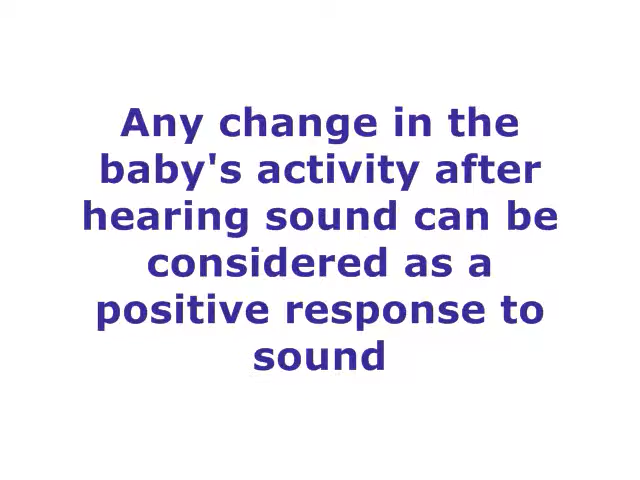 Any change in the
baby's activity after
hearing sound can be
considered as a
positive response to
sound